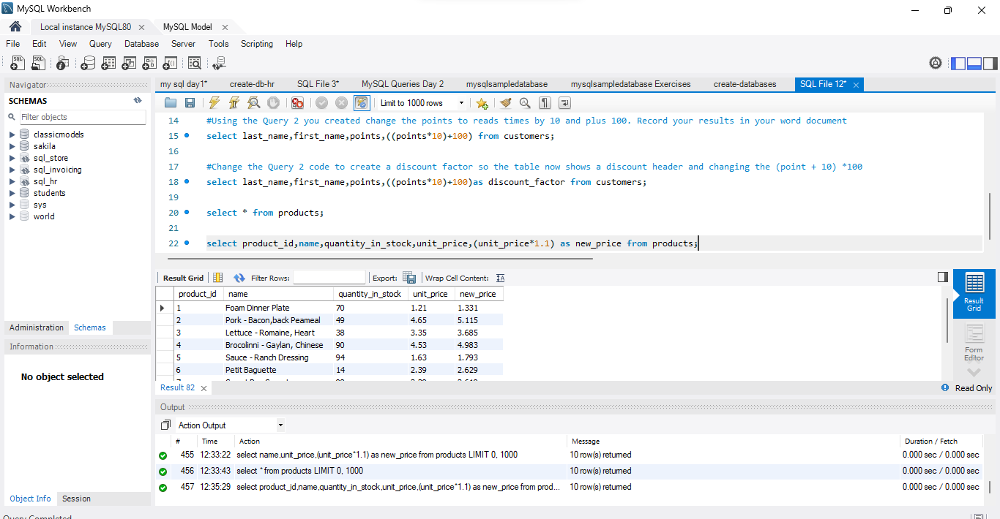 MySQL Workbench
Local instance MySQL80 ×
MySQL Model ×
File Edit View Query Database Server Tools Scripting Help
Navigator
SCHEMAS
Filter objects
classicmodels
sakila
sql_store
sql_invoicing
sql_hr
students
sys
world
Administration Schemas
Information
No object selected
Object Info Session
Query Completed
my sql day1* create-db-hr SQL File 3* MySQL Queries Day 2 mysqlsampledatabase mysqlsampledatabase Exercises create-databases SQL File 12* ×
Limit to 1000 rows
14 #Using the Query 2 you created change the points to reads times by 10 and plus 100. Record your results in your word document
15 select last_name,first_name,points,((points*10)+100) from customers;
16
17 #Change the Query 2 code to create a discount factor so the table now shows a discount header and changing the (point + 10) *100
18 select last_name,first_name,points,((points*10)+100)as discount_factor from customers;
19
20 select * from products;
21
22 select product_id,name,quantity_in_stock,unit_price,(unit_price*1.1) as new_price from products;
Result Grid Filter Rows: Export: Wrap Cell Content:
product_id name quantity_in_stock unit_price new_price
1 Foam Dinner Plate 70 1.21 1.331
2 Pork - Bacon,back Peameal 49 4.65 5.115
3 Lettuce - Romaine, Heart 38 3.35 3.685
4 Brocolinni - Gaylan, Chinese 90 4.53 4.983
5 Sauce - Ranch Dressing 94 1.63 1.793
6 Petit Baguette 14 2.39 2.629
Result Grid
Form Editor
Result 82 ×
Read Only
Output
Action Output
# Time Action Message Duration / Fetch
455 12:33:22 select name,unit_price,(unit_price*1.1) as new_price from products LIMIT 0, 1000 10 row(s) returned 0.000 sec / 0.000 sec
456 12:33:43 select * from products LIMIT 0, 1000 10 row(s) returned 0.000 sec / 0.000 sec
457 12:35:29 select product_id,name,quantity_in_stock,unit_price,(unit_price*1.1) as new_price from prod... 10 row(s) returned 0.000 sec / 0.000 sec